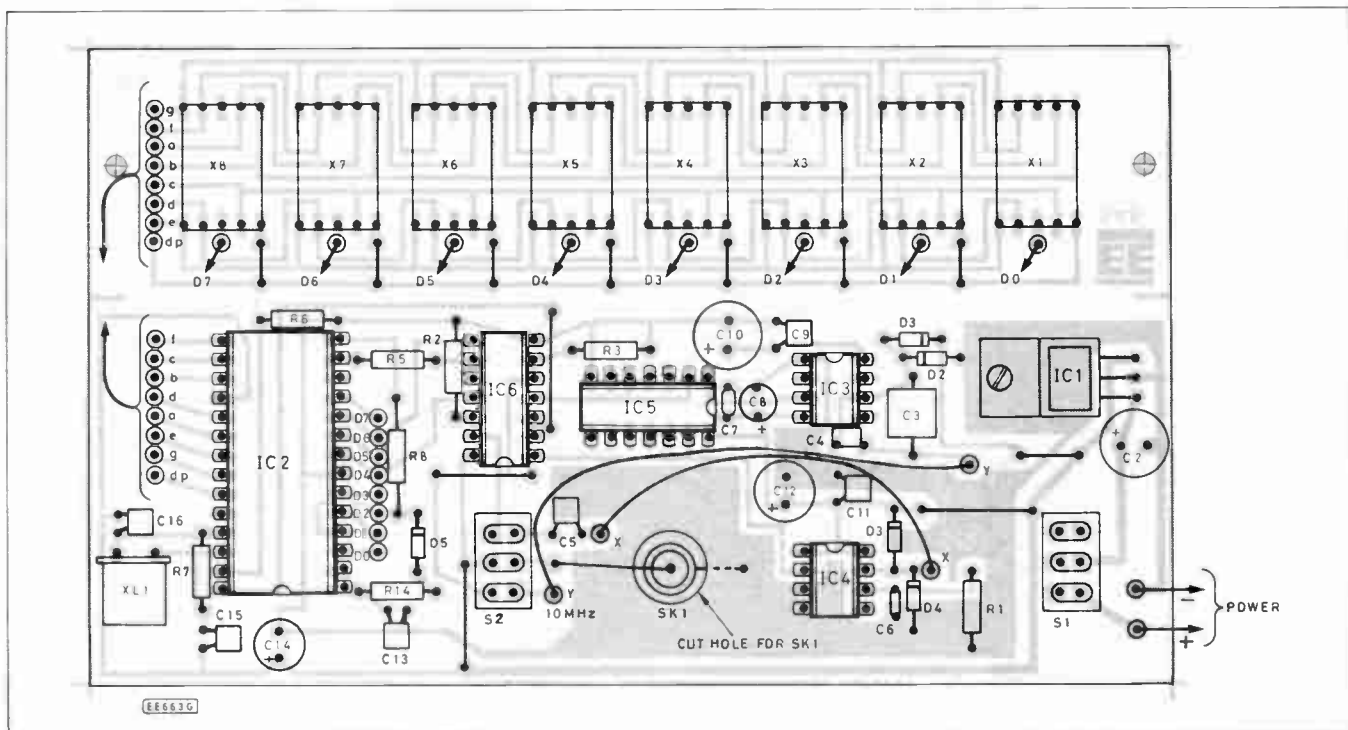 g
f
a
b
c
d
e
dp
X8
X7
X6
X5
X4
X3
X2
X1
D7
D6
D5
D4
D3
D2
D1
D0
f
c
b
d
a
e
g
dp
R6
R5
R2
IC6
R3
C10
C9
D3
D2
IC1
IC3
C3
IC5
C7
C8
C4
C2
IC2
D7
D6
D5
D4
D3
D2
D1
D0
R8
Y
C12
C11
C16
D5
C5
X
D3
R7
XL1
IC4
X
R14
S2
Y
10MHz
SK1
C6
D4
R1
S1
POWER
−
+
C15
C14
C13
CUT HOLE FOR SK1
EE663G